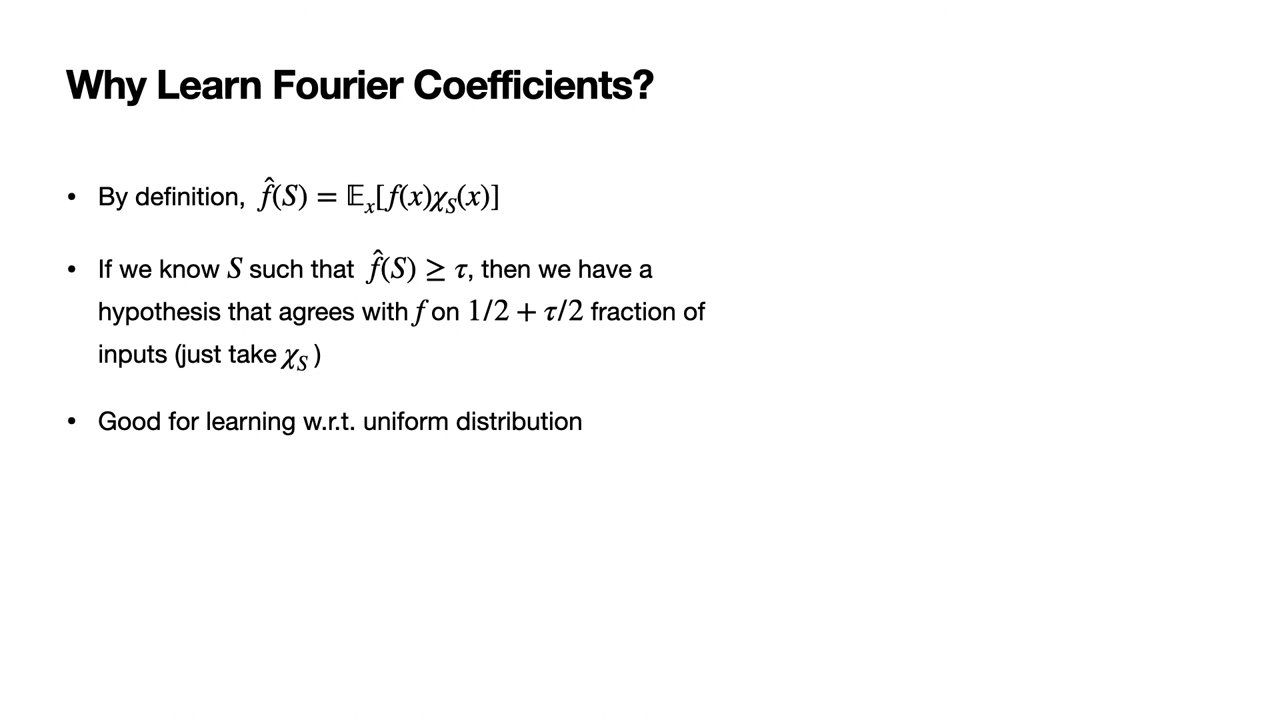 Why Learn Fourier Coefficients?
• By definition, f̂(S) = 𝔼ₓ[f(x)χ_S(x)]
• If we know S such that f̂(S) ≥ τ, then we have a
hypothesis that agrees with f on 1/2 + τ/2 fraction of
inputs (just take χ_S)
• Good for learning w.r.t. uniform distribution